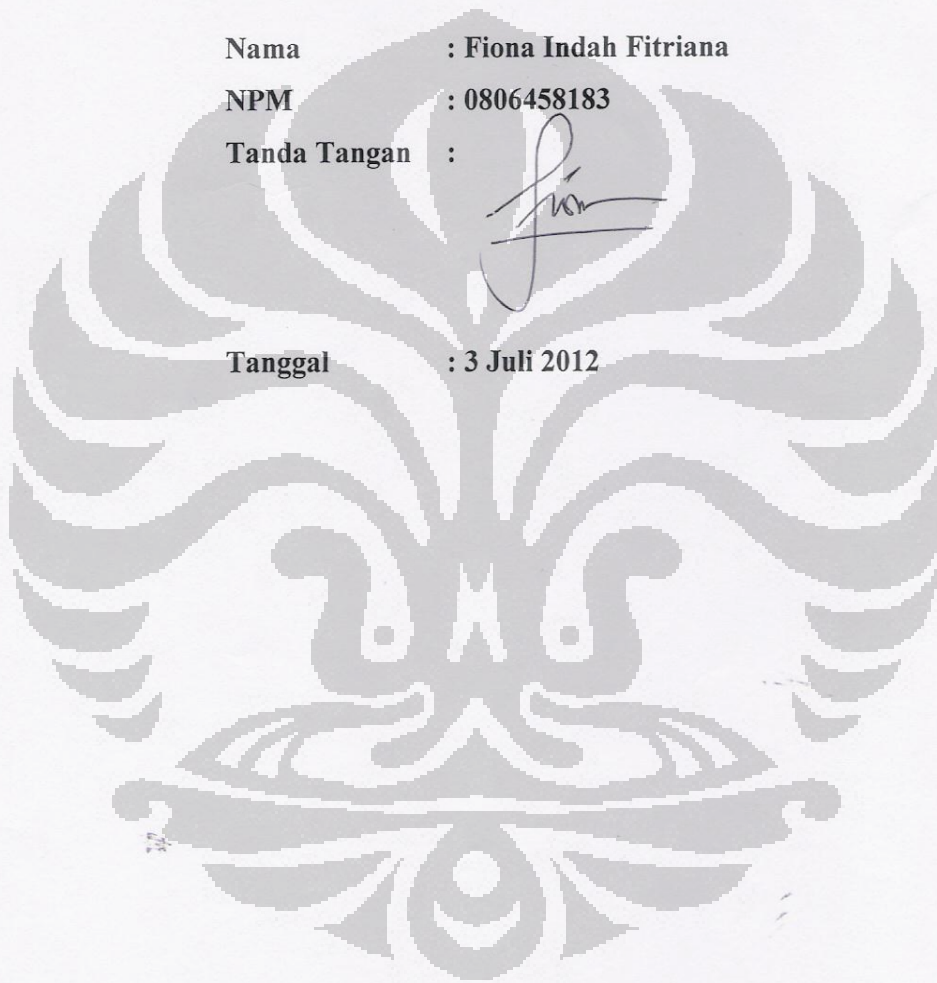 Nama : Fiona Indah Fitriana
NPM : 0806458183
Tanda Tangan :
Tanggal : 3 Juli 2012